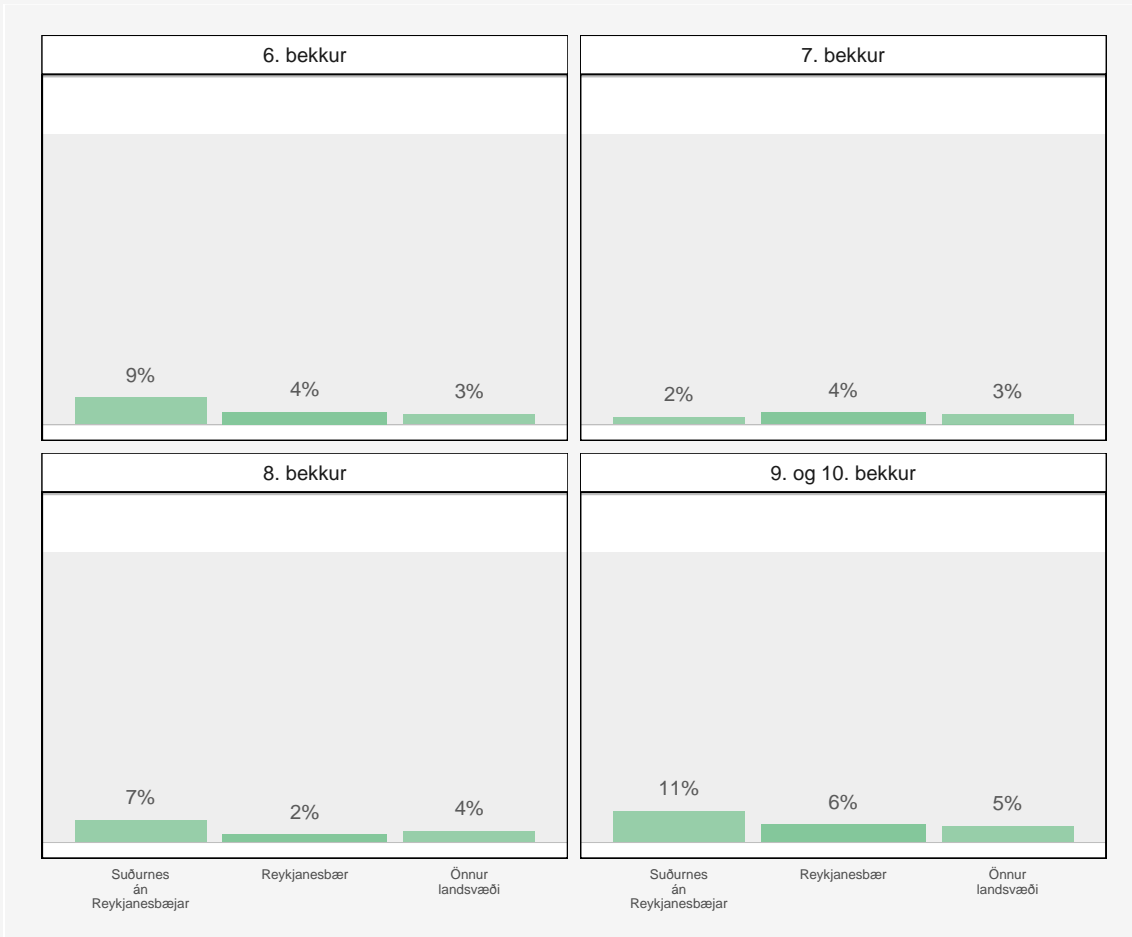 6. bekkur
9%
4%
3%
7. bekkur
2%
4%
3%
8. bekkur
7%
2%
4%
Suðurnes
án
Reykjanesbæjar
Reykjanesbær
Önnur
landsvæði
9. og 10. bekkur
11%
6%
5%
Suðurnes
án
Reykjanesbæjar
Reykjanesbær
Önnur
landsvæði